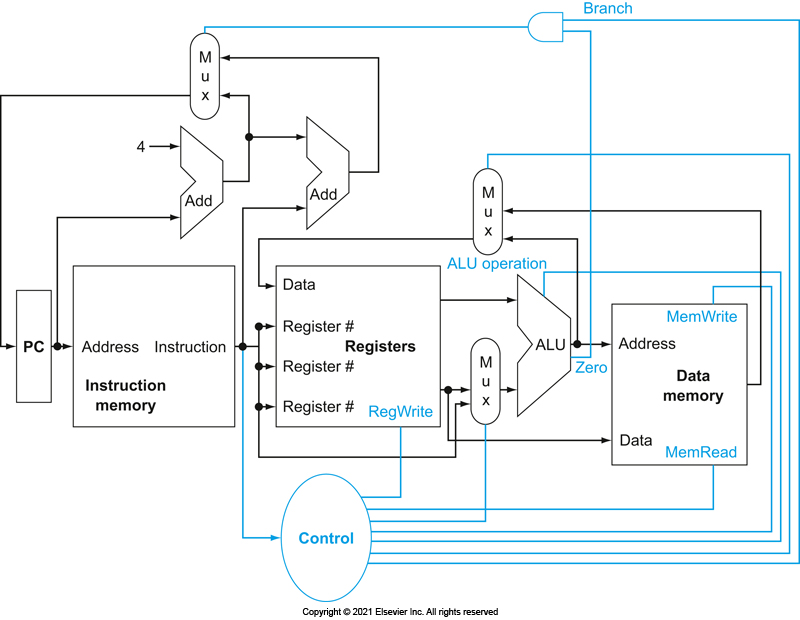 Branch
M
u
x
4
Add
Add
M
u
x
ALU operation
Data
Register #
Registers
Register #
Register #
RegWrite
PC
Address Instruction
Instruction
memory
M
u
x
ALU
Zero
MemWrite
Address
Data
memory
Data
MemRead
Control
Copyright © 2021 Elsevier Inc. All rights reserved